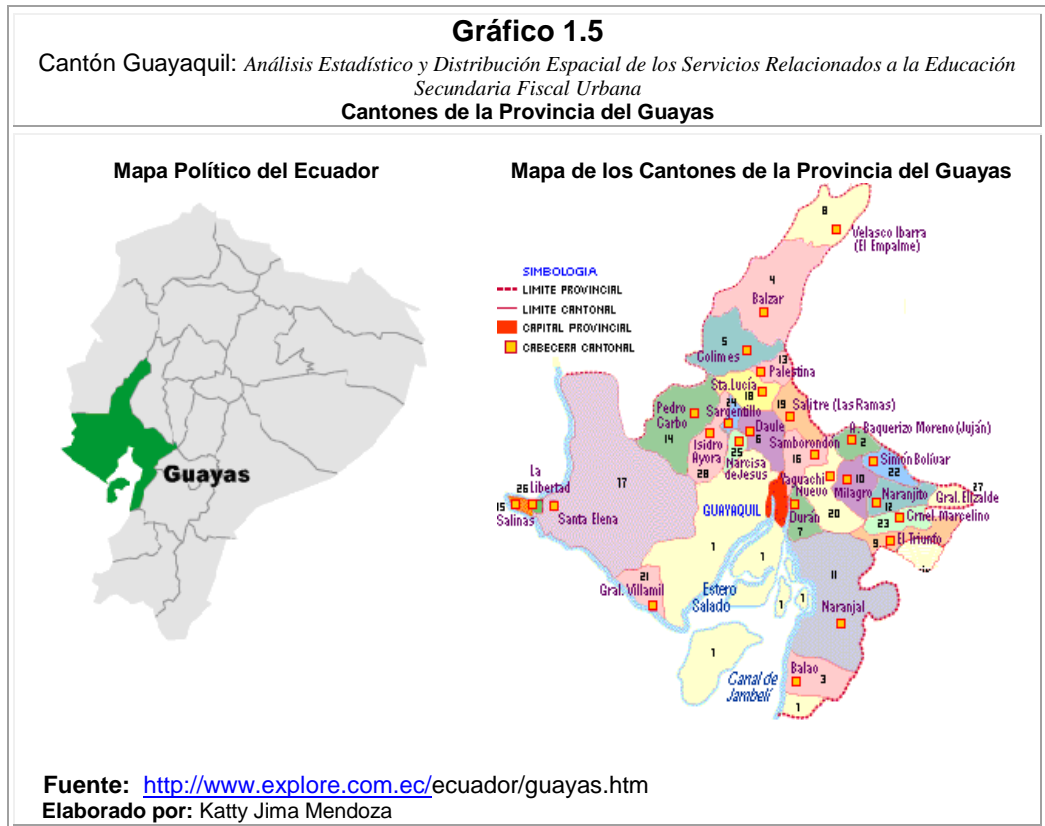 Gráfico 1.5
Cantón Guayaquil: Análisis Estadístico y Distribución Espacial de los Servicios Relacionados a la Educación
Secundaria Fiscal Urbana
Cantones de la Provincia del Guayas
Mapa Político del Ecuador
Guayas
Mapa de los Cantones de la Provincia del Guayas
SIMBOLOGIA
LIMITE PROVINCIAL
LIMITE CANTONAL
CAPITAL PROVINCIAL
CABECERA CANTONAL
8
Velasco Ibarra
(El Empalme)
4
Balzar
5
Colimes
13
Palestina
Sta. Lucía
18
19
Salitre (Las Ramas)
Pedro
Carbo
14
24
Sargentillo
Isidro
Ayora
28
25
Narcisa
de Jesus
Daule
6
Samborondón
16
A. Baquerizo Moreno (Juján)
2
Simón Bolívar
22
Yaguachi
Nuevo
20
10
Milagro
Naranjito
12
27
Gral. Elizalde
Crnel. Marcelino
23
9
El Triunfo
La
Libertad
26
15
Salinas
Santa Elena
17
GUAYAQUIL
Durán
7
1
1
21
Gral. Villamil
Estero
Salado
1
1
11
Naranjal
1
Canal de
Jambelí
Balao
3
1
Fuente: http://www.explore.com.ec/ecuador/guayas.htm
Elaborado por: Katty Jima Mendoza